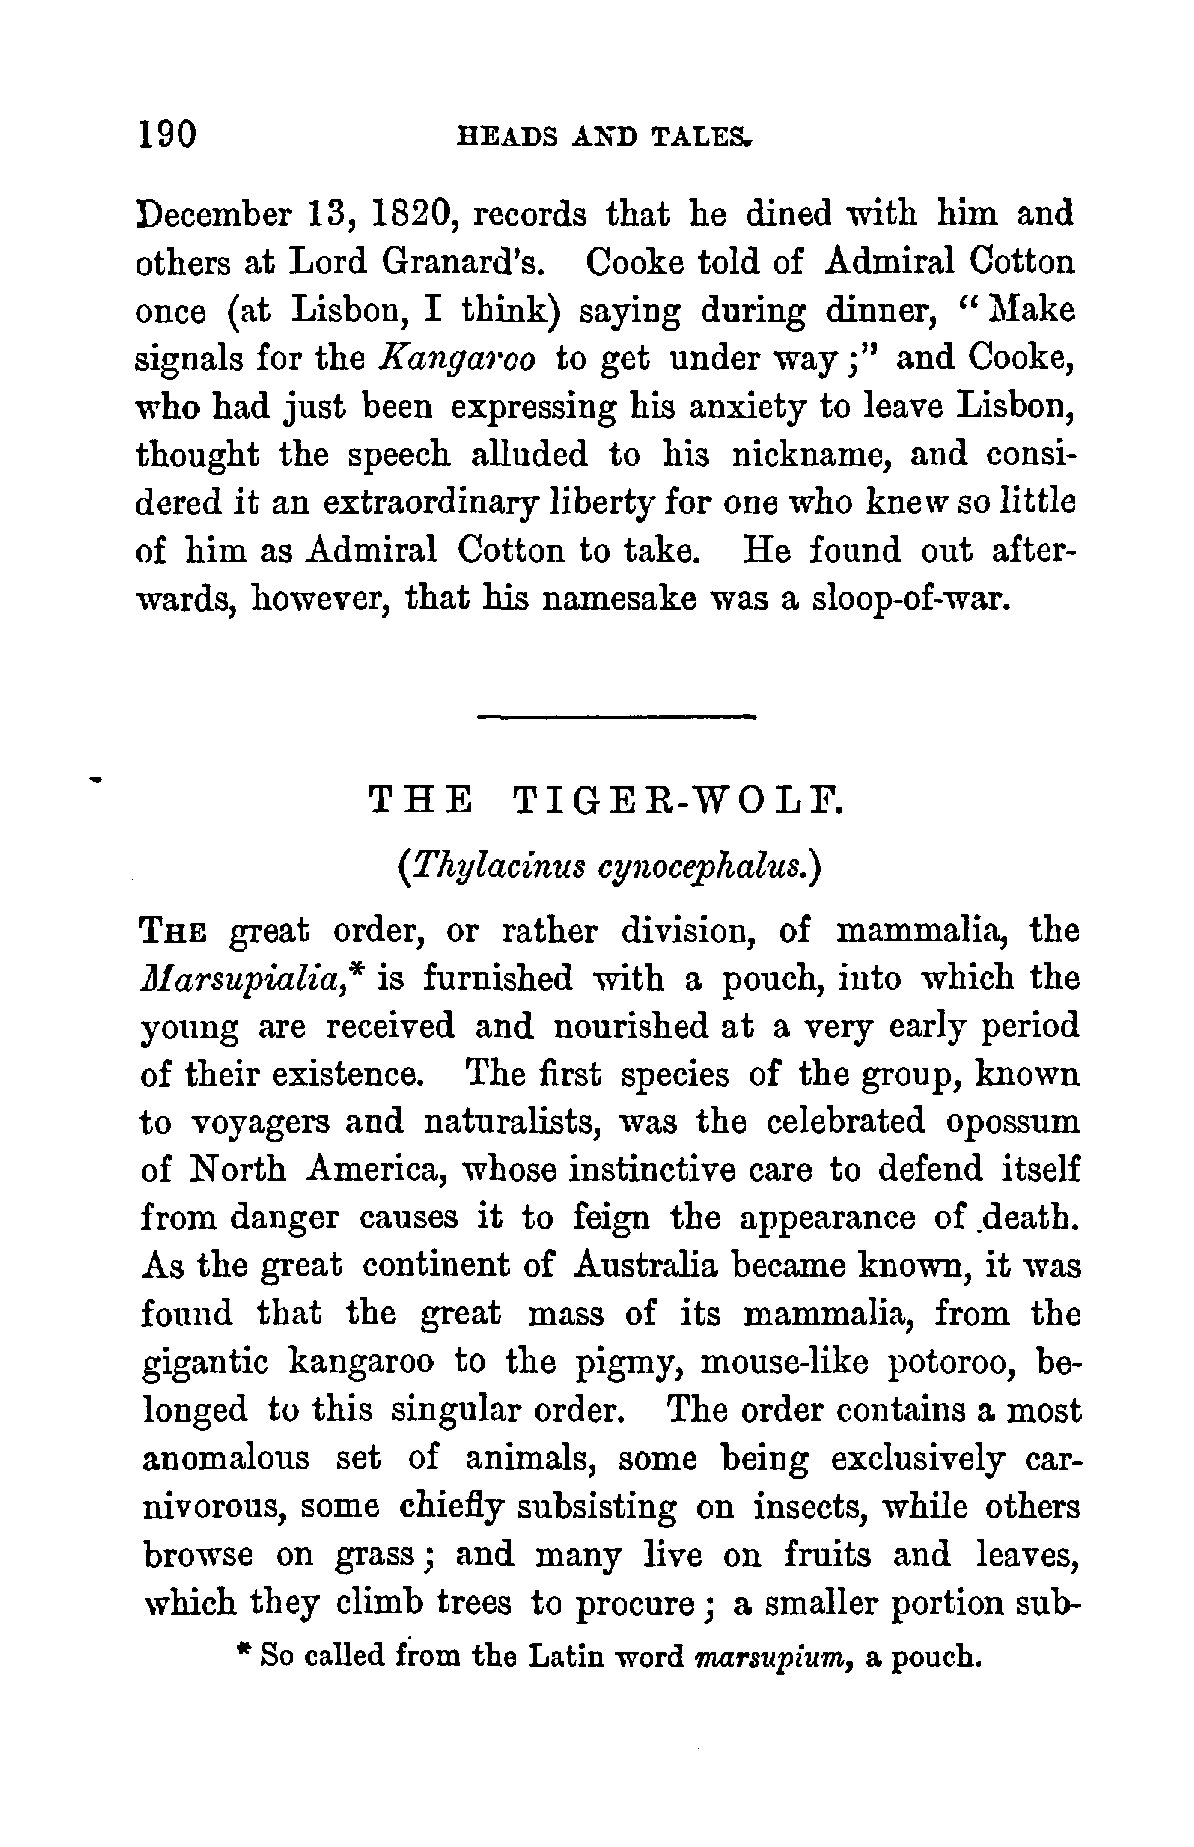 190 HEADS AND TALES.
December 13, 1820, records that he dined with him and
others at Lord Granard's. Cooke told of Admiral Cotton
once (at Lisbon, I think) saying during dinner, “Make
signals for the Kangaroo to get under way;” and Cooke,
who had just been expressing his anxiety to leave Lisbon,
thought the speech alluded to his nickname, and consi-
dered it an extraordinary liberty for one who knew so little
of him as Admiral Cotton to take. He found out after-
wards, however, that his namesake was a sloop-of-war.
THE TIGER-WOLF.
(Thylacinus cynocephalus.)
THE great order, or rather division, of mammalia, the
Marsupialia,* is furnished with a pouch, into which the
young are received and nourished at a very early period
of their existence. The first species of the group, known
to voyagers and naturalists, was the celebrated opossum
of North America, whose instinctive care to defend itself
from danger causes it to feign the appearance of death.
As the great continent of Australia became known, it was
found that the great mass of its mammalia, from the
gigantic kangaroo to the pigmy, mouse-like potoroo, be-
longed to this singular order. The order contains a most
anomalous set of animals, some being exclusively car-
nivorous, some chiefly subsisting on insects, while others
browse on grass; and many live on fruits and leaves,
which they climb trees to procure; a smaller portion sub-
* So called from the Latin word marsupium, a pouch.